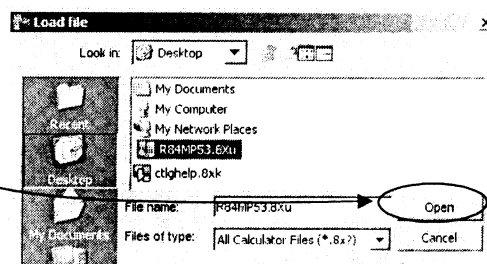 Load file
Look in: Desktop
My Documents
My Computer
My Network Places
R84MP53.6Xu
ctlghelp.8xk
Recent
Desktop
My Documents
File name: R84MP53.8Xu Open
Files of type: All Calculator Files (*.8x?) Cancel